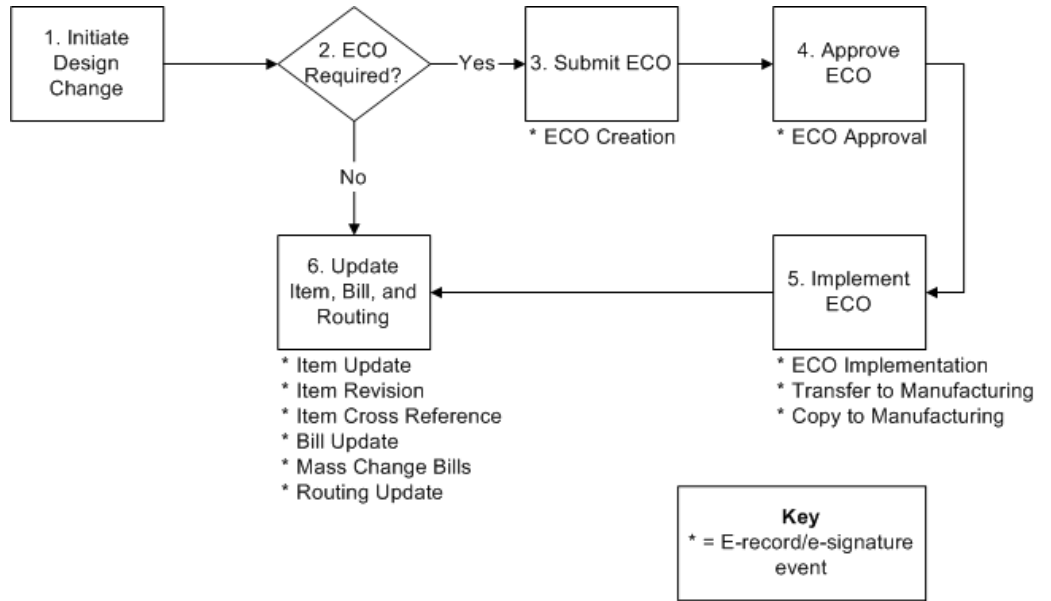 1. Initiate
Design
Change
2. ECO
Required?
Yes
3. Submit ECO
* ECO Creation
4. Approve
ECO
* ECO Approval
No
5. Implement
ECO
* ECO Implementation
* Transfer to Manufacturing
* Copy to Manufacturing
6. Update
Item, Bill, and
Routing
* Item Update
* Item Revision
* Item Cross Reference
* Bill Update
* Mass Change Bills
* Routing Update
Key
* = E-record/e-signature
event